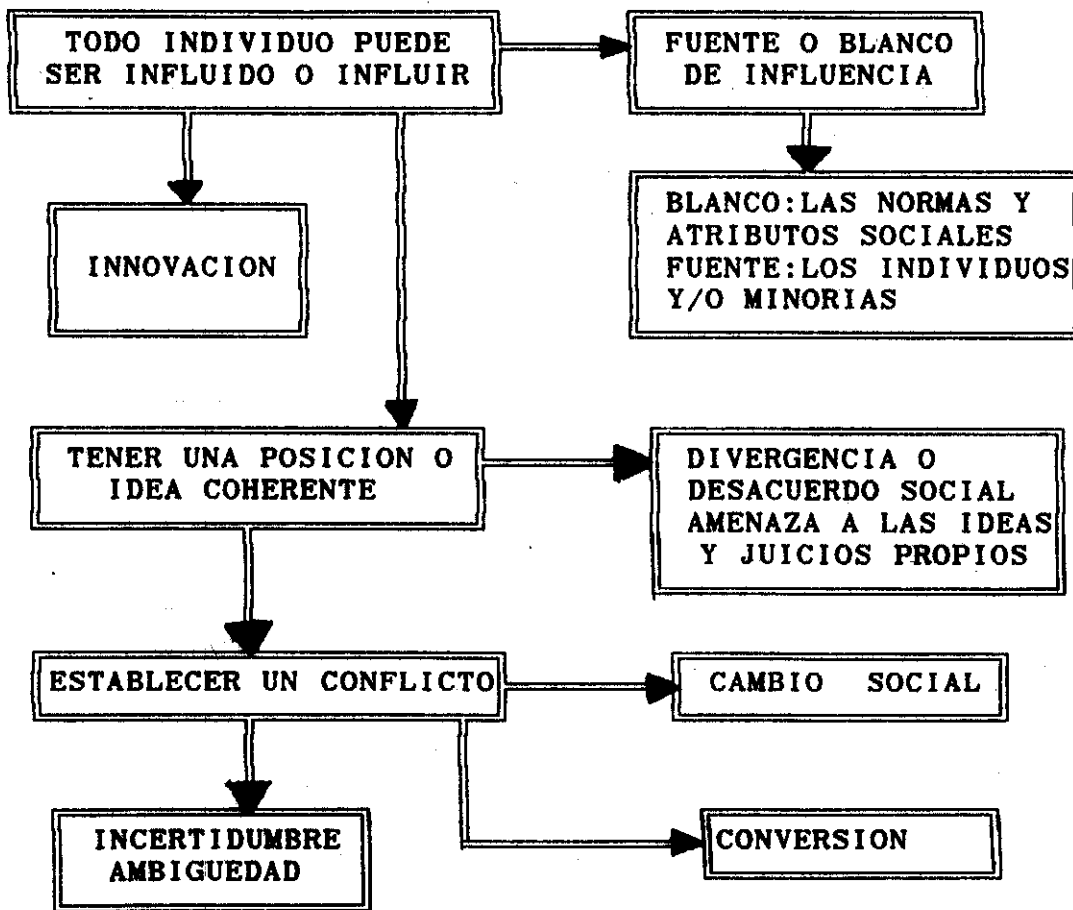 TODO INDIVIDUO PUEDE
SER INFLUIDO O INFLUIR
FUENTE O BLANCO
DE INFLUENCIA
BLANCO:LAS NORMAS Y
ATRIBUTOS SOCIALES
FUENTE:LOS INDIVIDUOS
Y/O MINORIAS
INNOVACION
TENER UNA POSICION O
IDEA COHERENTE
DIVERGENCIA O
DESACUERDO SOCIAL
AMENAZA A LAS IDEAS
Y JUICIOS PROPIOS
ESTABLECER UN CONFLICTO
CAMBIO SOCIAL
INCERTIDUMBRE
AMBIGUEDAD
CONVERSION